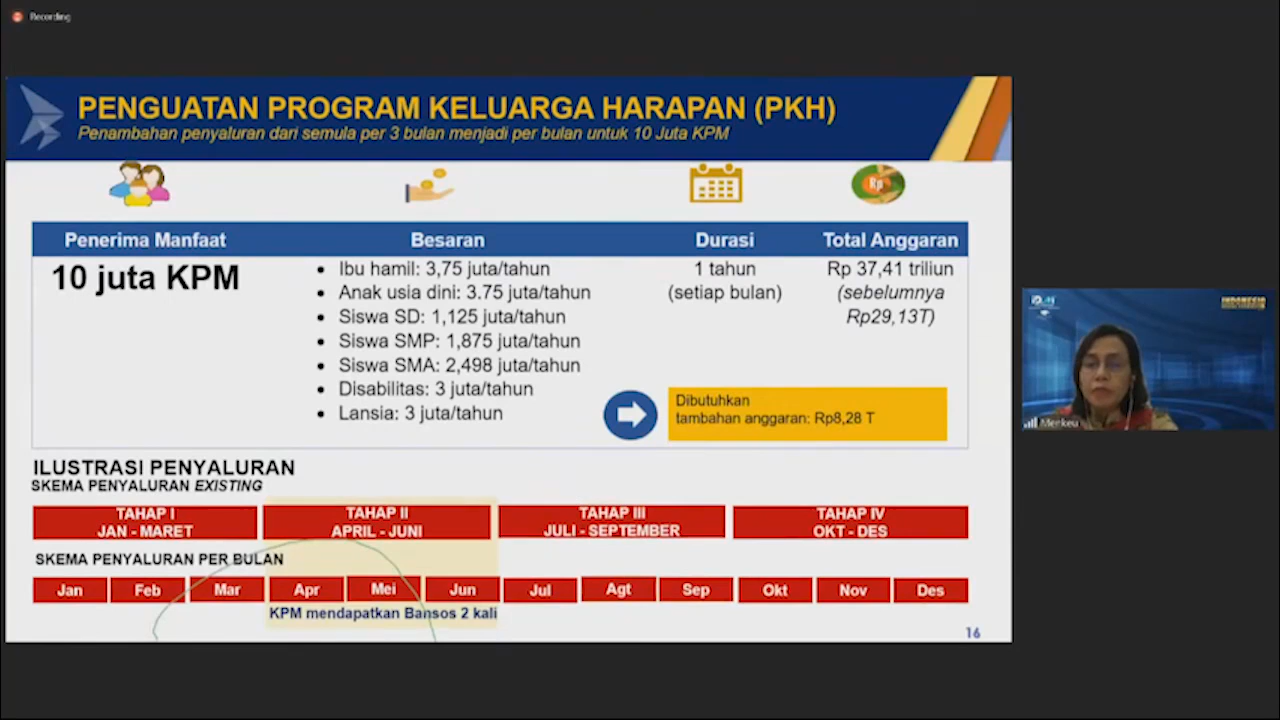 Recording
PENGUATAN PROGRAM KELUARGA HARAPAN (PKH)
Penambahan penyaluran dari semula per 3 bulan menjadi per bulan untuk 10 Juta KPM
Rp
Penerima Manfaat Besaran Durasi Total Anggaran
10 juta KPM
• Ibu hamil: 3,75 juta/tahun
• Anak usia dini: 3.75 juta/tahun
• Siswa SD: 1,125 juta/tahun
• Siswa SMP: 1,875 juta/tahun
• Siswa SMA: 2,498 juta/tahun
• Disabilitas: 3 juta/tahun
• Lansia: 3 juta/tahun
1 tahun
(setiap bulan)
Rp 37,41 triliun
(sebelumnya
Rp29,13T)
Dibutuhkan
tambahan anggaran: Rp8,28 T
ILUSTRASI PENYALURAN
SKEMA PENYALURAN EXISTING
TAHAP I
JAN - MARET
TAHAP II
APRIL - JUNI
TAHAP III
JULI - SEPTEMBER
TAHAP IV
OKT - DES
SKEMA PENYALURAN PER BULAN
Jan Feb Mar Apr Mei Jun Jul Agt Sep Okt Nov Des
KPM mendapatkan Bansos 2 kali
16
INDONESIA
Menkeu